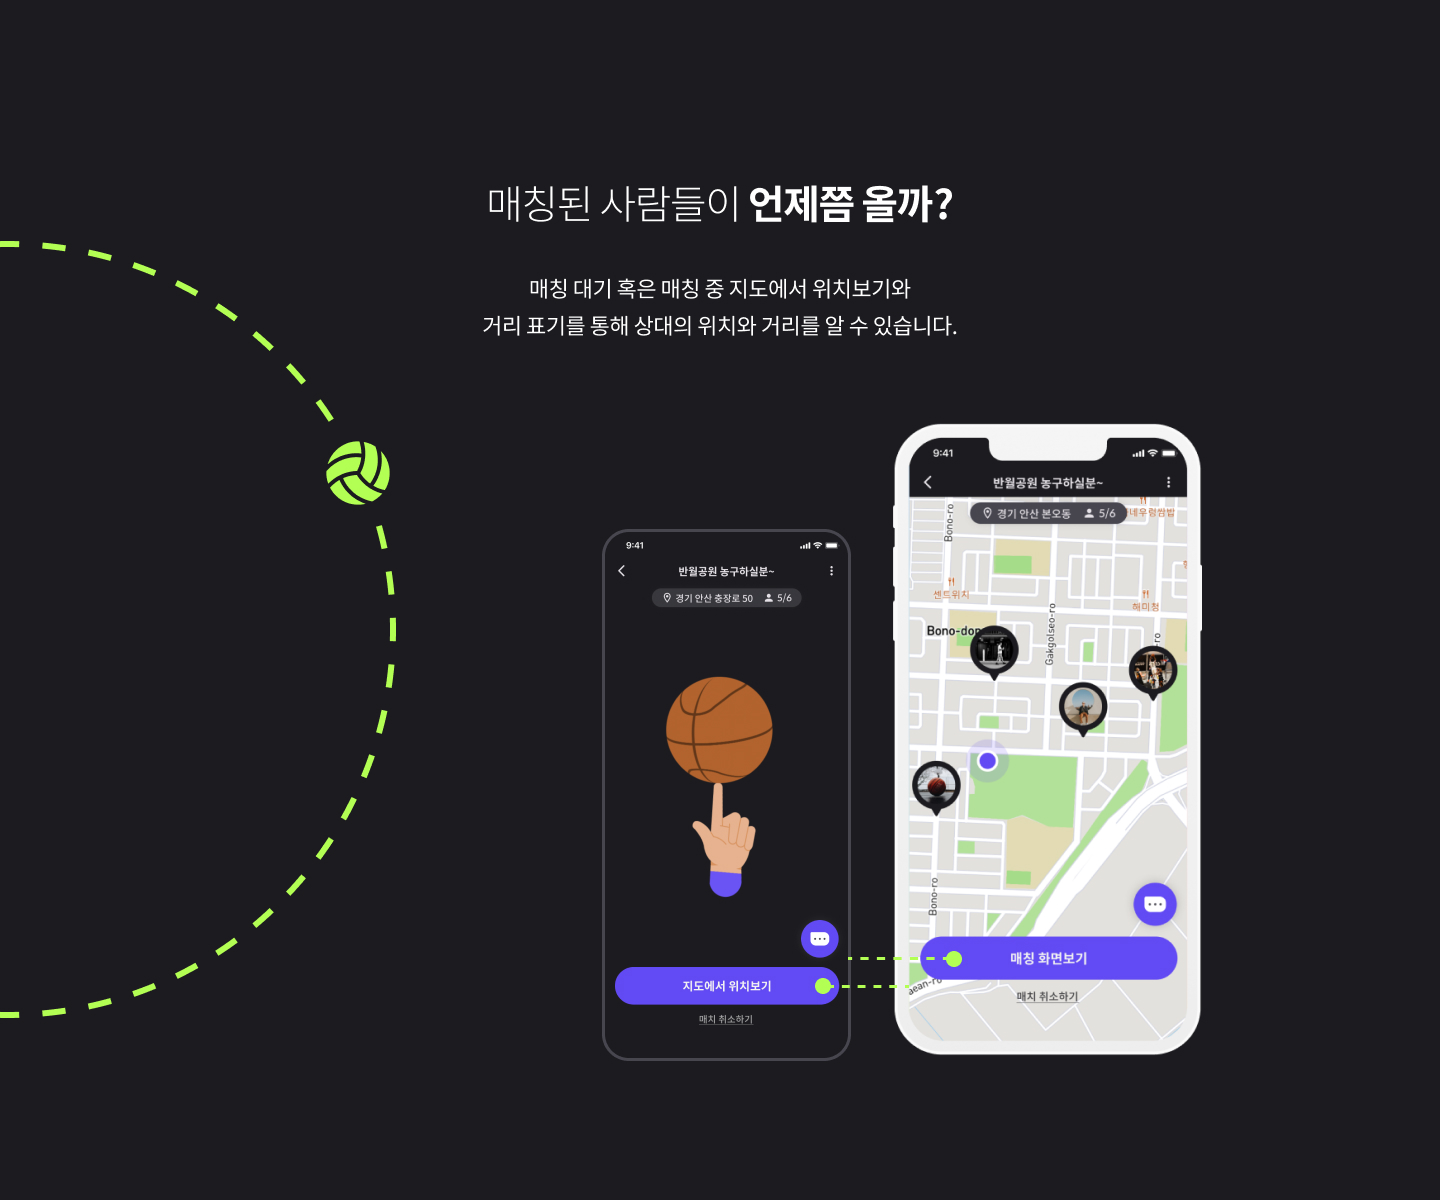 매칭된 사람들이 언제쯤 올까?
매칭 대기 혹은 매칭 중 지도에서 위치보기와
거리 표기를 통해 상대의 위치와 거리를 알 수 있습니다.
9:41
반월공원 농구하실분~
경기 안산 충장로 50 5/6
지도에서 위치보기
매치 취소하기
9:41
반월공원 농구하실분~
경기 안산 본오동 5/6
네우렁쌈밥
Bono-ro
센트위치
해미청
Bono-don
Gakgolseo-ro
-ro
Bono-ro
매칭 화면보기
aean-ro
매치 취소하기